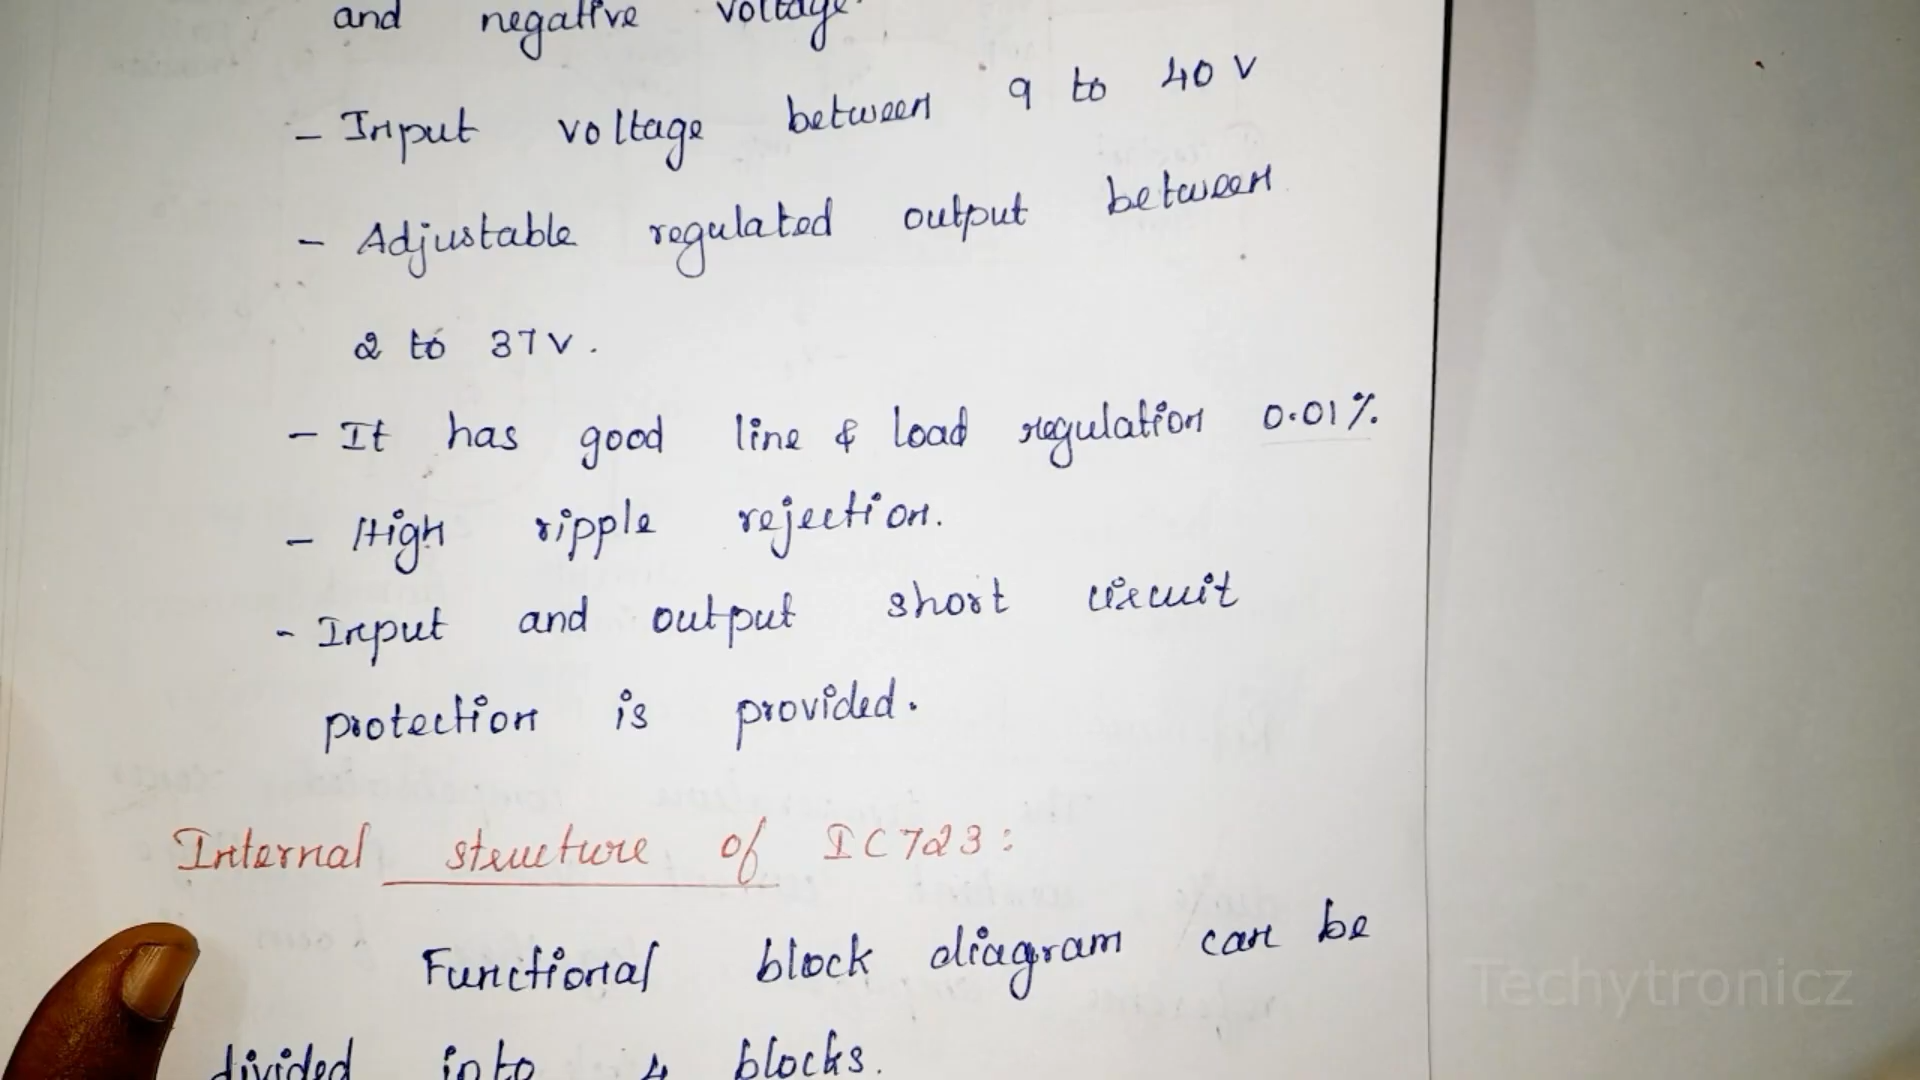 and negative voltage.
- Input voltage between 9 to 40 V
- Adjustable regulated output between
2 to 37 V.
- It has good line & load regulation 0.01%
- High ripple rejection.
- Input and output short circuit
protection is provided.
Internal structure of IC723:
Functional block diagram can be
divided into 4 blocks.
Techytronicz